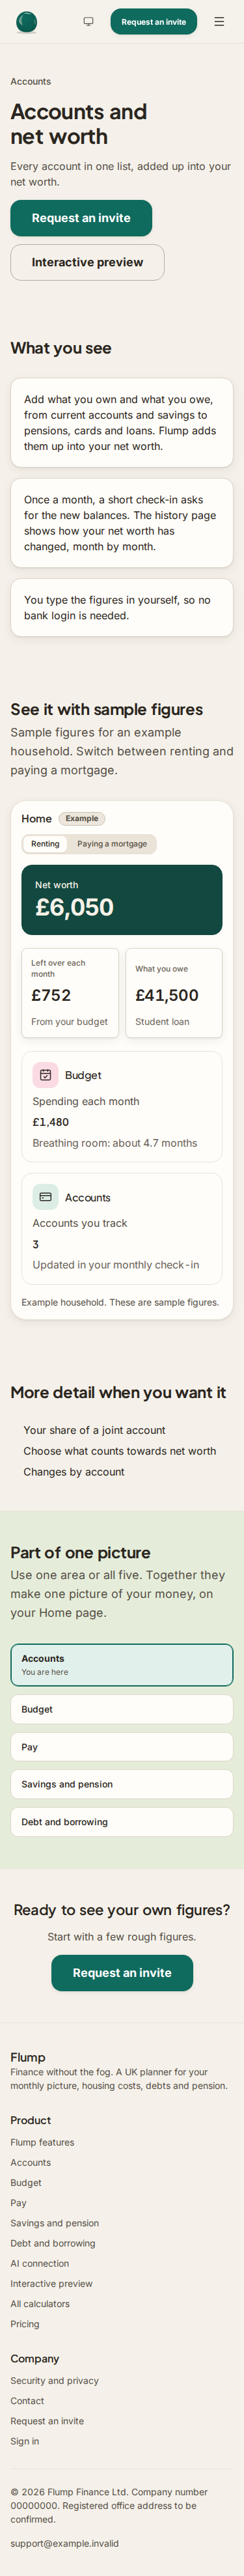 Request an invite
Accounts
Accounts and
net worth
Every account in one list, added up into your
net worth.
Request an invite
Interactive preview
What you see
Add what you own and what you owe,
from current accounts and savings to
pensions, cards and loans. Flump adds
them up into your net worth.
Once a month, a short check-in asks
for the new balances. The history page
shows how your net worth has
changed, month by month.
You type the figures in yourself, so no
bank login is needed.
See it with sample figures
Sample figures for an example
household. Switch between renting and
paying a mortgage.
Home Example
Renting Paying a mortgage
Net worth
£6,050
Left over each
month
£752
From your budget
What you owe
£41,500
Student loan
Budget
Spending each month
£1,480
Breathing room: about 4.7 months
Accounts
Accounts you track
3
Updated in your monthly check-in
Example household. These are sample figures.
More detail when you want it
Your share of a joint account
Choose what counts towards net worth
Changes by account
Part of one picture
Use one area or all five. Together they
make one picture of your money, on
your Home page.
Accounts
You are here
Budget
Pay
Savings and pension
Debt and borrowing
Ready to see your own figures?
Start with a few rough figures.
Request an invite
Flump
Finance without the fog. A UK planner for your
monthly picture, housing costs, debts and pension.
Product
Flump features
Accounts
Budget
Pay
Savings and pension
Debt and borrowing
AI connection
Interactive preview
All calculators
Pricing
Company
Security and privacy
Contact
Request an invite
Sign in
© 2026 Flump Finance Ltd. Company number
00000000. Registered office address to be
confirmed.
support@example.invalid